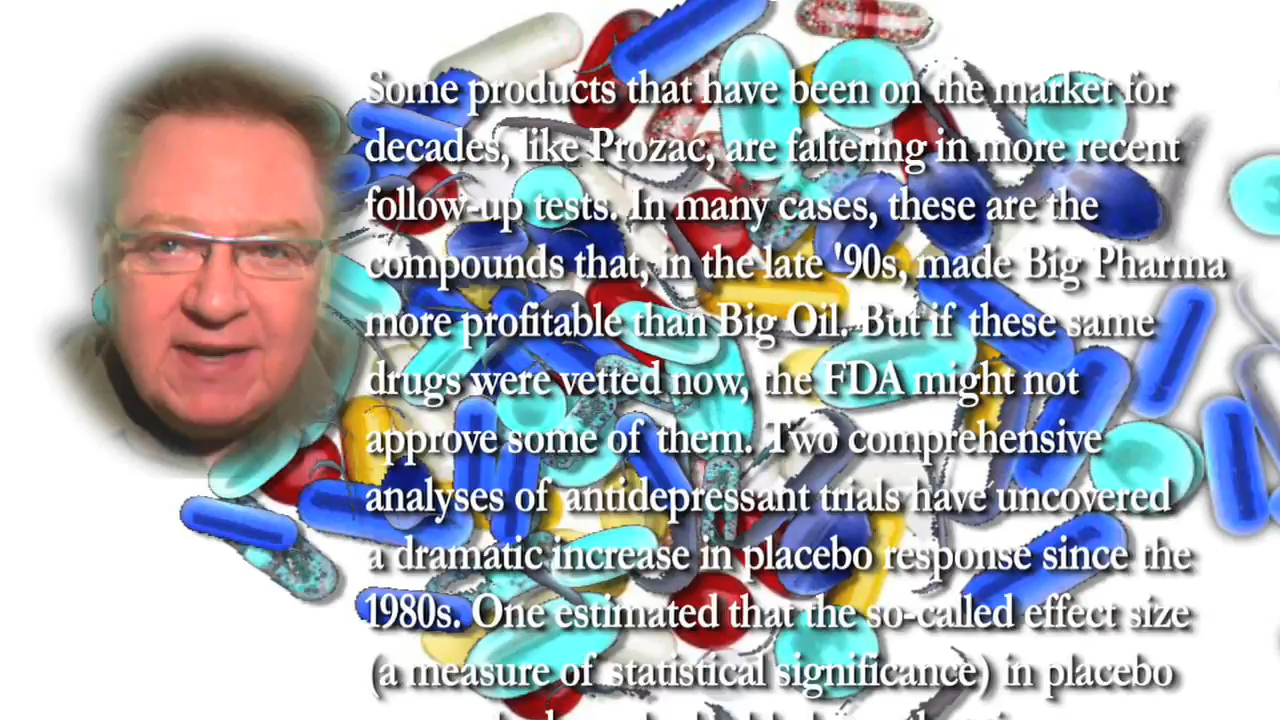 Some products that have been on the market for
decades, like Prozac, are faltering in more recent
follow-up tests. In many cases, these are the
compounds that, in the late '90s, made Big Pharma
more profitable than Big Oil. But if these same
drugs were vetted now, the FDA might not
approve some of them. Two comprehensive
analyses of antidepressant trials have uncovered
a dramatic increase in placebo response since the
1980s. One estimated that the so-called effect size
(a measure of statistical significance) in placebo